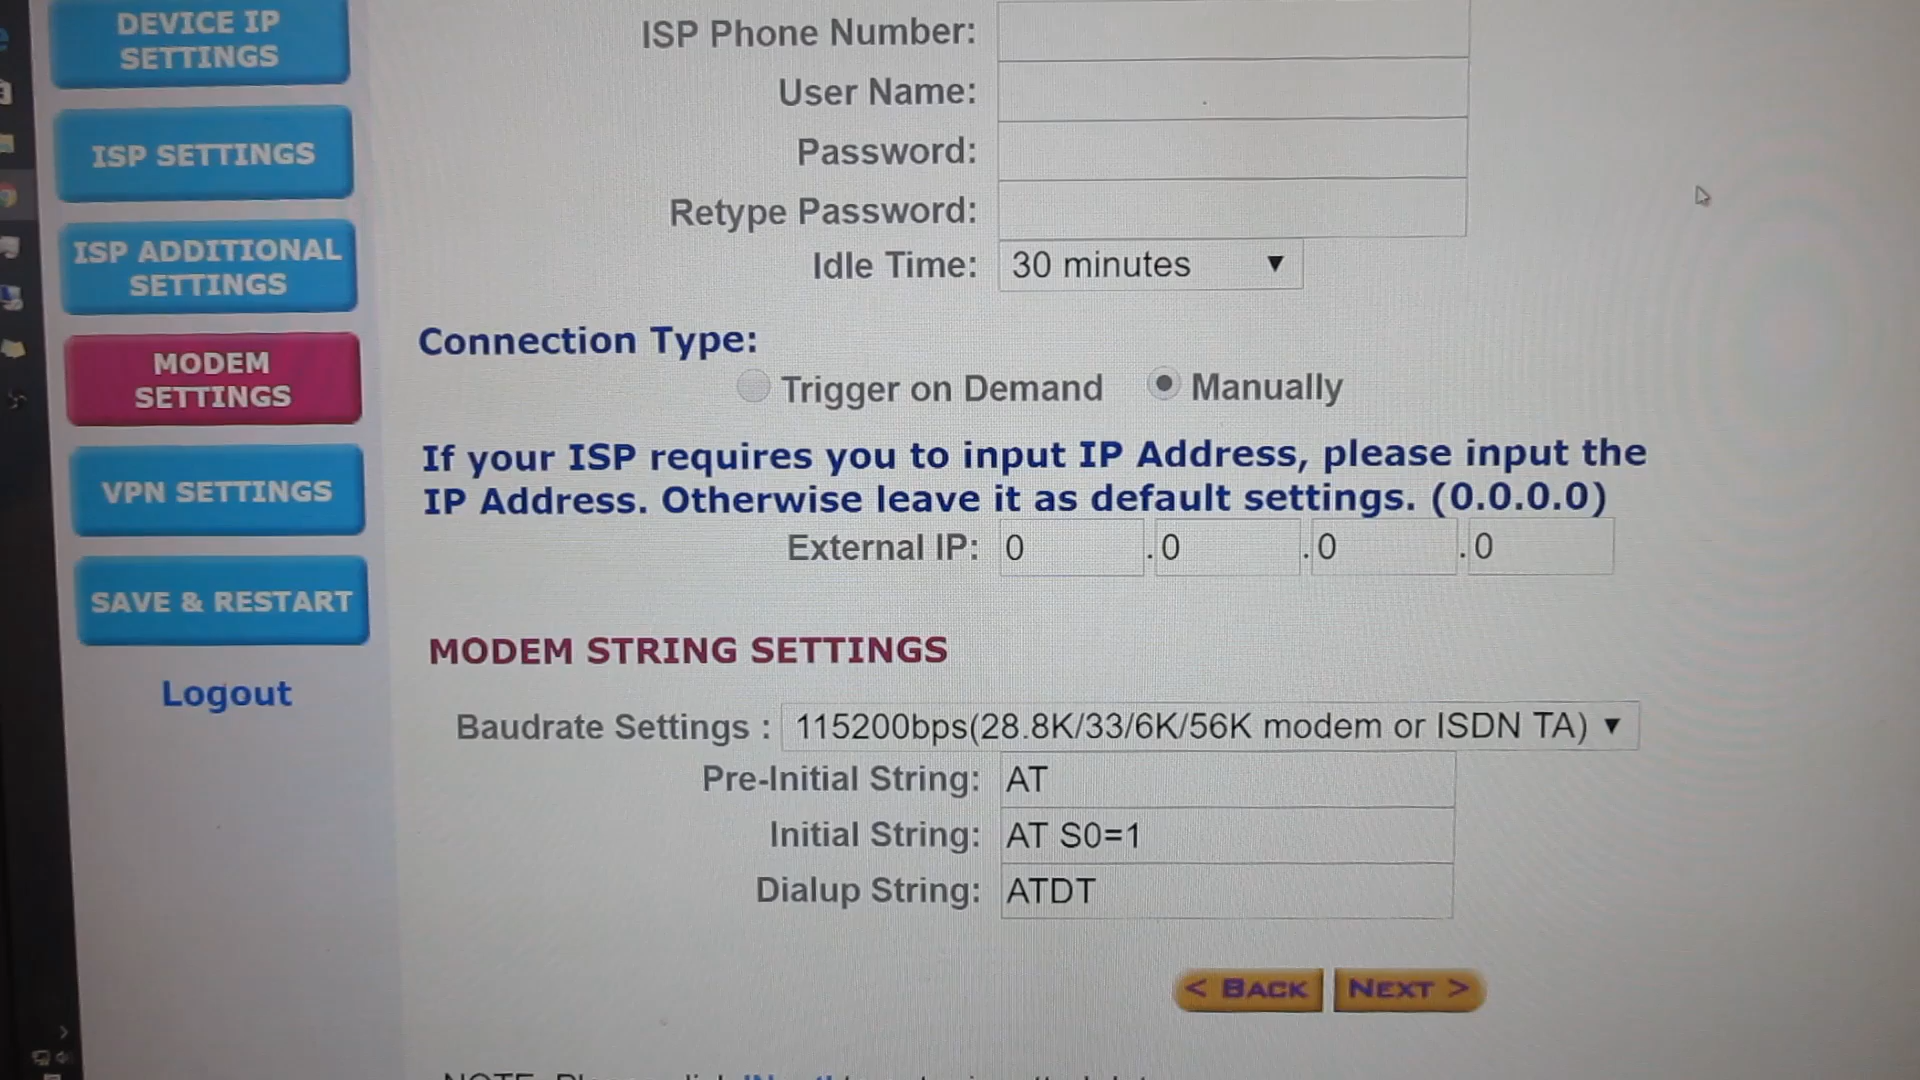 DEVICE IP
SETTINGS
ISP SETTINGS
ISP ADDITIONAL
SETTINGS
MODEM
SETTINGS
VPN SETTINGS
SAVE & RESTART
Logout
ISP Phone Number:
User Name:
Password:
Retype Password:
Idle Time: 30 minutes
Connection Type:
Trigger on Demand Manually
If your ISP requires you to input IP Address, please input the
IP Address. Otherwise leave it as default settings. (0.0.0.0)
External IP: 0 .0 .0 .0
MODEM STRING SETTINGS
Baudrate Settings : 115200bps(28.8K/33/6K/56K modem or ISDN TA)
Pre-Initial String: AT
Initial String: AT S0=1
Dialup String: ATDT
< BACK NEXT >